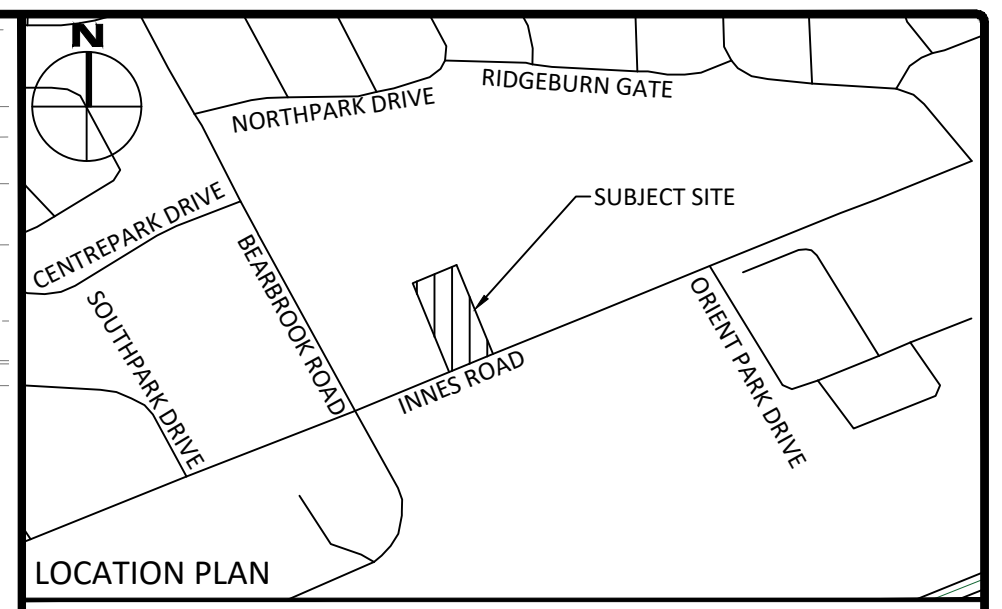 N
RIDGEBURN GATE
NORTHPARK DRIVE
SUBJECT SITE
CENTREPARK DRIVE
BEARBROOK ROAD
SOUTHPARK DRIVE
ORIENT PARK DRIVE
INNES ROAD
LOCATION PLAN